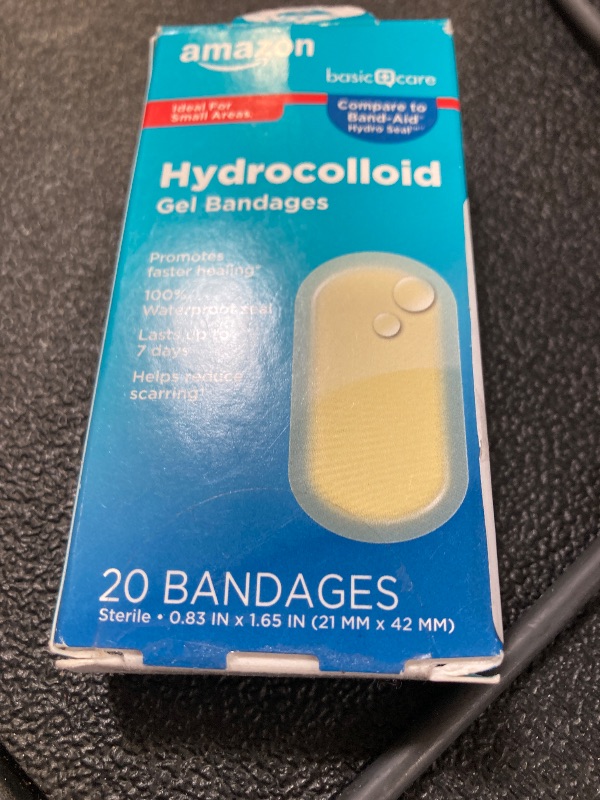 amazon
basic care
Ideal For
Small Areas
Compare to
Band-Aid
Hydro Seal
Hydrocolloid
Gel Bandages
Promotes
faster healing*
100%
Waterproof seal
Lasts up to
7 days
Helps reduce
scarring†
20 BANDAGES
Sterile • 0.83 IN x 1.65 IN (21 MM x 42 MM)